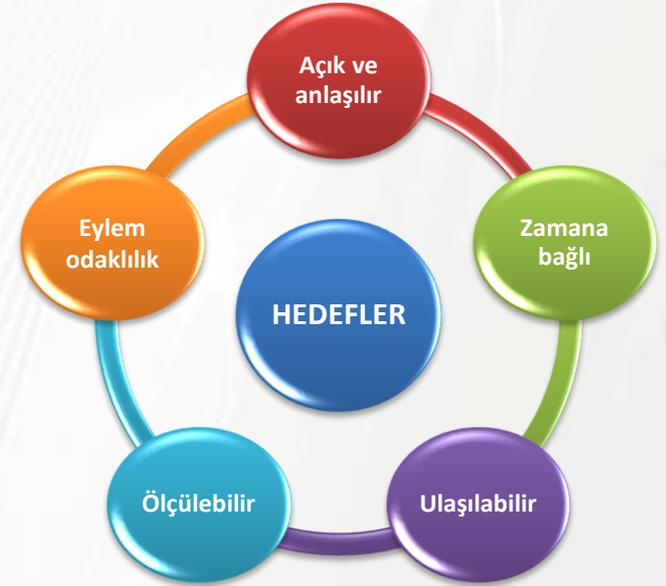 Açık ve
anlaşılır
Zamana
bağlı
Ulaşılabilir
Ölçülebilir
Eylem
odaklılık
HEDEFLER